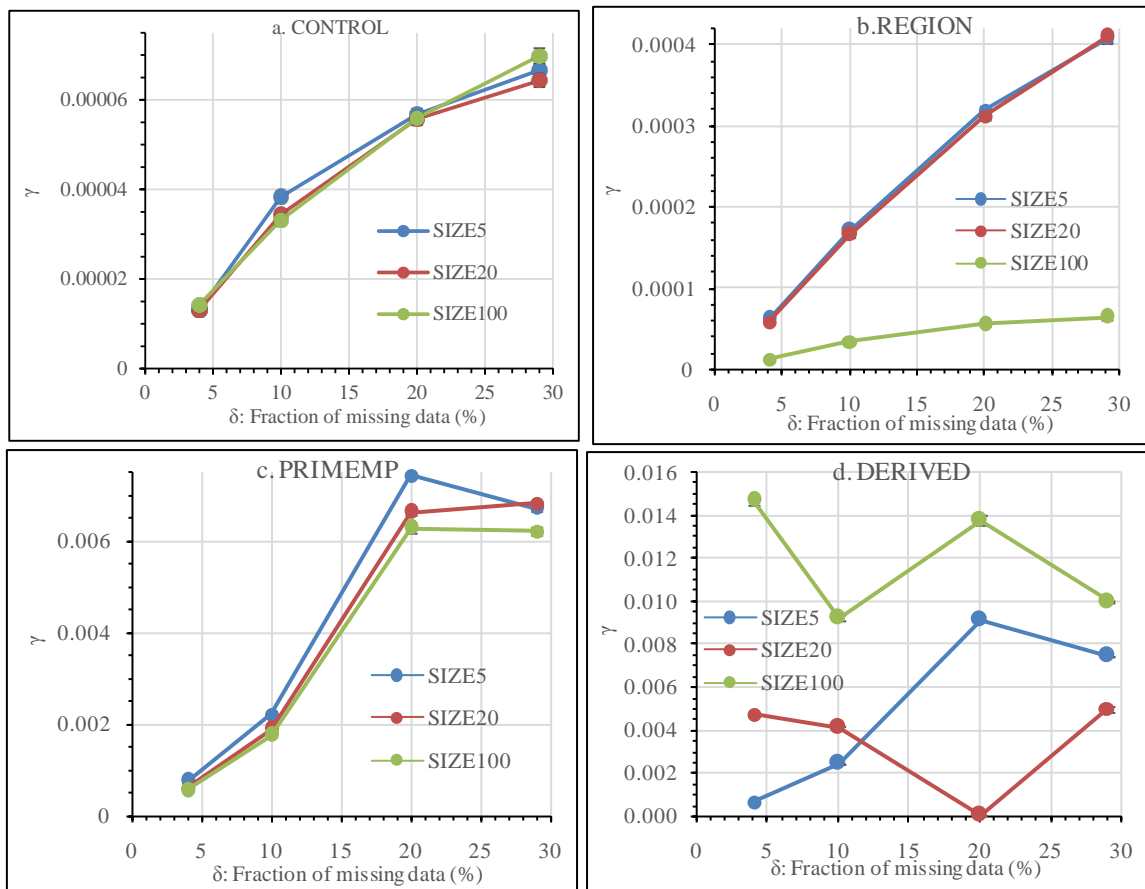 a. CONTROL
0.00006
0.00004
0.00002
0
γ
SIZE5
SIZE20
SIZE100
0 5 10 15 20 25 30
δ: Fraction of missing data (%)
b.REGION
0.0004
0.0003
0.0002
0.0001
0
γ
SIZE5
SIZE20
SIZE100
0 5 10 15 20 25 30
δ: Fraction of missing data (%)
c. PRIMEMP
0.006
0.004
0.002
0
γ
SIZE5
SIZE20
SIZE100
0 5 10 15 20 25 30
δ: Fraction of missing data (%)
d. DERIVED
0.016
0.014
0.012
0.010
0.008
0.006
0.004
0.002
0.000
γ
SIZE5
SIZE20
SIZE100
0 5 10 15 20 25 30
δ: Fraction of missing data (%)